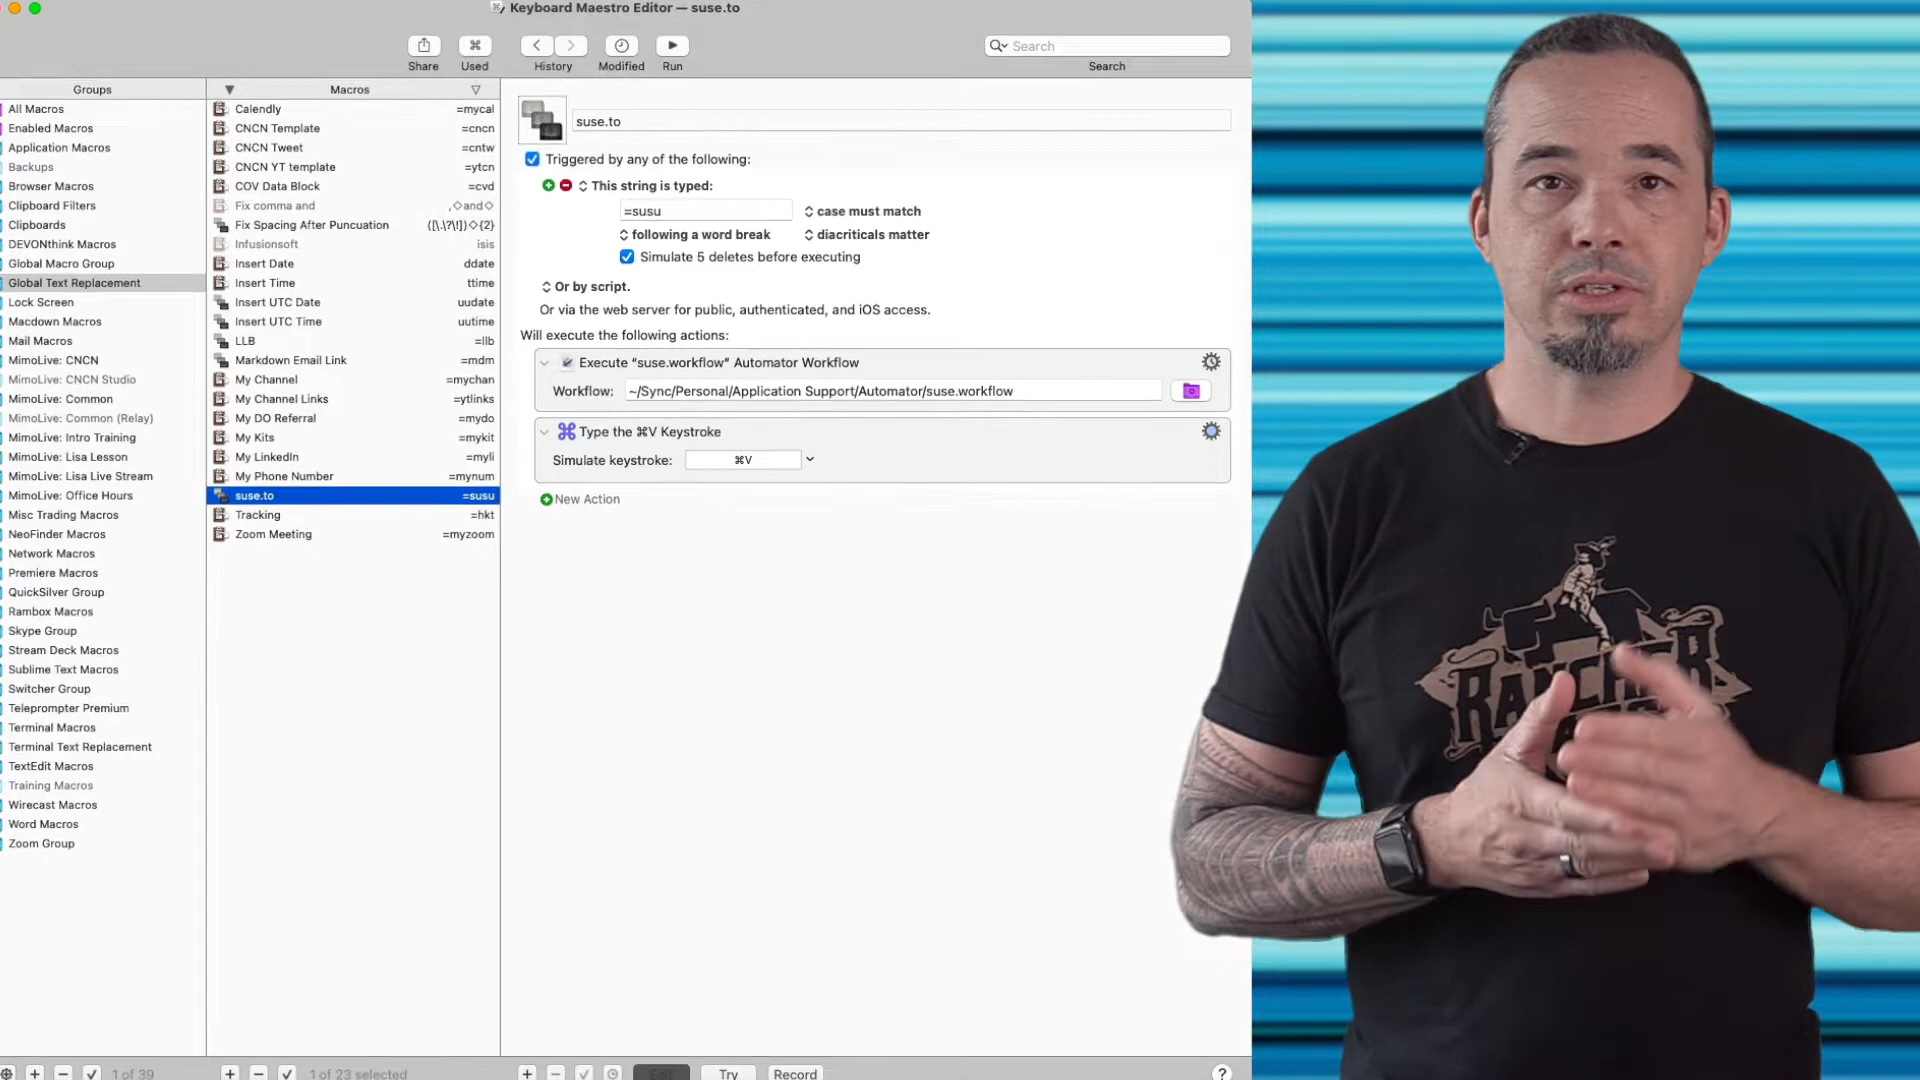 Keyboard Maestro Editor — suse.to
Share
Used
History
Modified
Run
Search
Search
Groups
All Macros
Enabled Macros
Application Macros
Backups
Browser Macros
Clipboard Filters
Clipboards
DEVONthink Macros
Global Macro Group
Global Text Replacement
Lock Screen
Macdown Macros
Mail Macros
MimoLive: CNCN
MimoLive: CNCN Studio
MimoLive: Common
MimoLive: Common (Relay)
MimoLive: Intro Training
MimoLive: Lisa Lesson
MimoLive: Lisa Live Stream
MimoLive: Office Hours
Misc Trading Macros
NeoFinder Macros
Network Macros
Premiere Macros
QuickSilver Group
Rambox Macros
Skype Group
Stream Deck Macros
Sublime Text Macros
Switcher Group
Teleprompter Premium
Terminal Macros
Terminal Text Replacement
TextEdit Macros
Training Macros
Wirecast Macros
Word Macros
Zoom Group
1 of 39
Macros
Calendly =mycal
CNCN Template =cncn
CNCN Tweet =cntw
CNCN YT template =ytcn
COV Data Block =cvd
Fix comma and ,◇and◇
Fix Spacing After Puncuation ([\.\?\!])◇{2}
Infusionsoft isis
Insert Date ddate
Insert Time ttime
Insert UTC Date uudate
Insert UTC Time uutime
LLB =llb
Markdown Email Link =mdm
My Channel =mychan
My Channel Links =ytlinks
My DO Referral =mydo
My Kits =mykit
My LinkedIn =myli
My Phone Number =mynum
suse.to =susu
Tracking =hkt
Zoom Meeting =myzoom
1 of 23 selected
suse.to
Triggered by any of the following:
This string is typed:
=susu case must match
following a word break diacriticals matter
Simulate 5 deletes before executing
Or by script.
Or via the web server for public, authenticated, and iOS access.
Will execute the following actions:
Execute “suse.workflow” Automator Workflow
Workflow: ~/Sync/Personal/Application Support/Automator/suse.workflow
⌘ Type the ⌘V Keystroke
Simulate keystroke: ⌘V
New Action
Edit
Try
Record
?